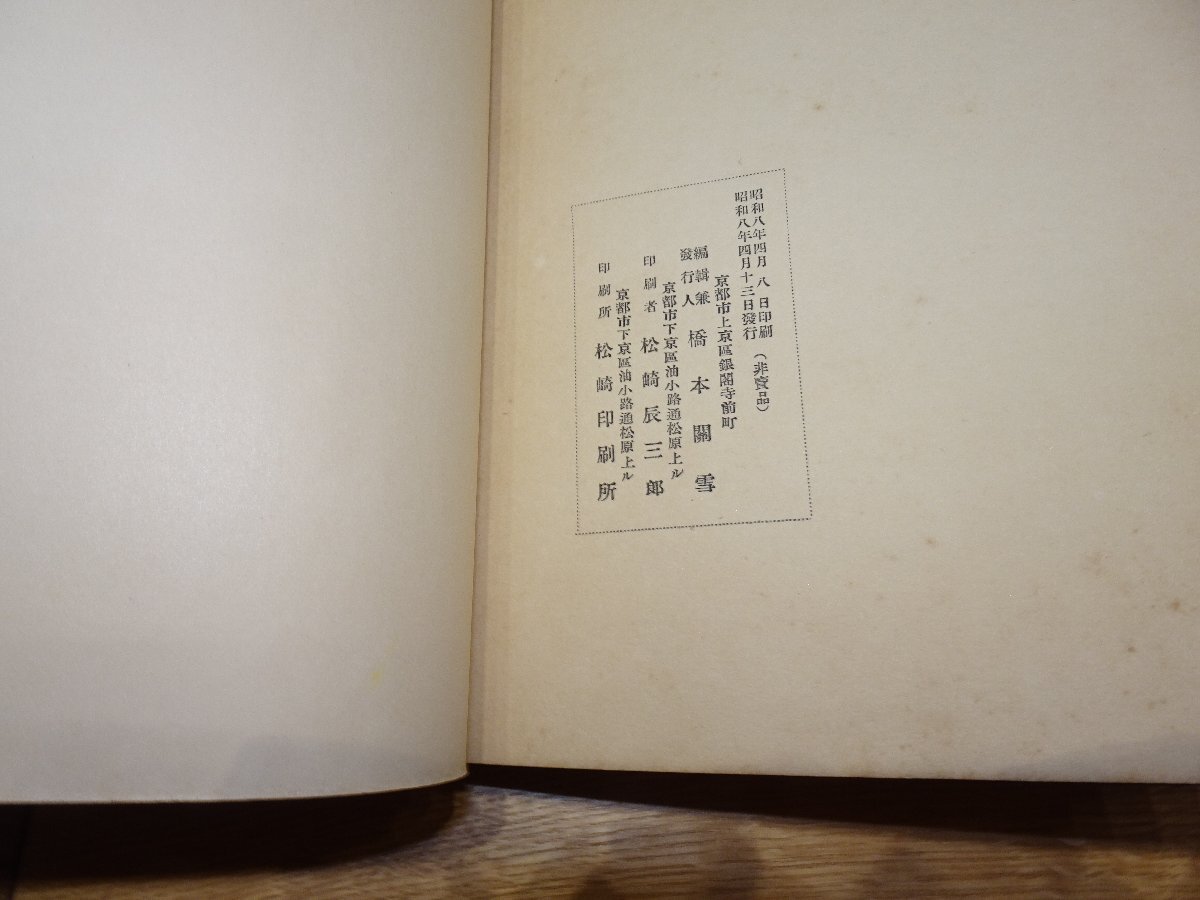 昭和八年四月 八 日印刷
昭和八年四月十三日發行 (非賣品)
京都市上京區銀閣寺前町
編輯兼
發行人 橋本關雪
京都市下京區油小路通松原上ル
印刷者 松崎辰三郎
京都市下京區油小路通松原上ル
印刷所 松崎印刷所